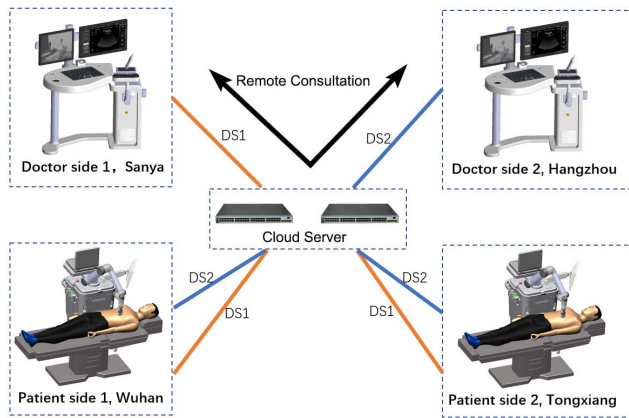 Remote Consultation
DS1
DS2
Doctor side 1，Sanya
Doctor side 2, Hangzhou
Cloud Server
DS2
DS1
DS2
DS1
Patient side 1, Wuhan
Patient side 2, Tongxiang